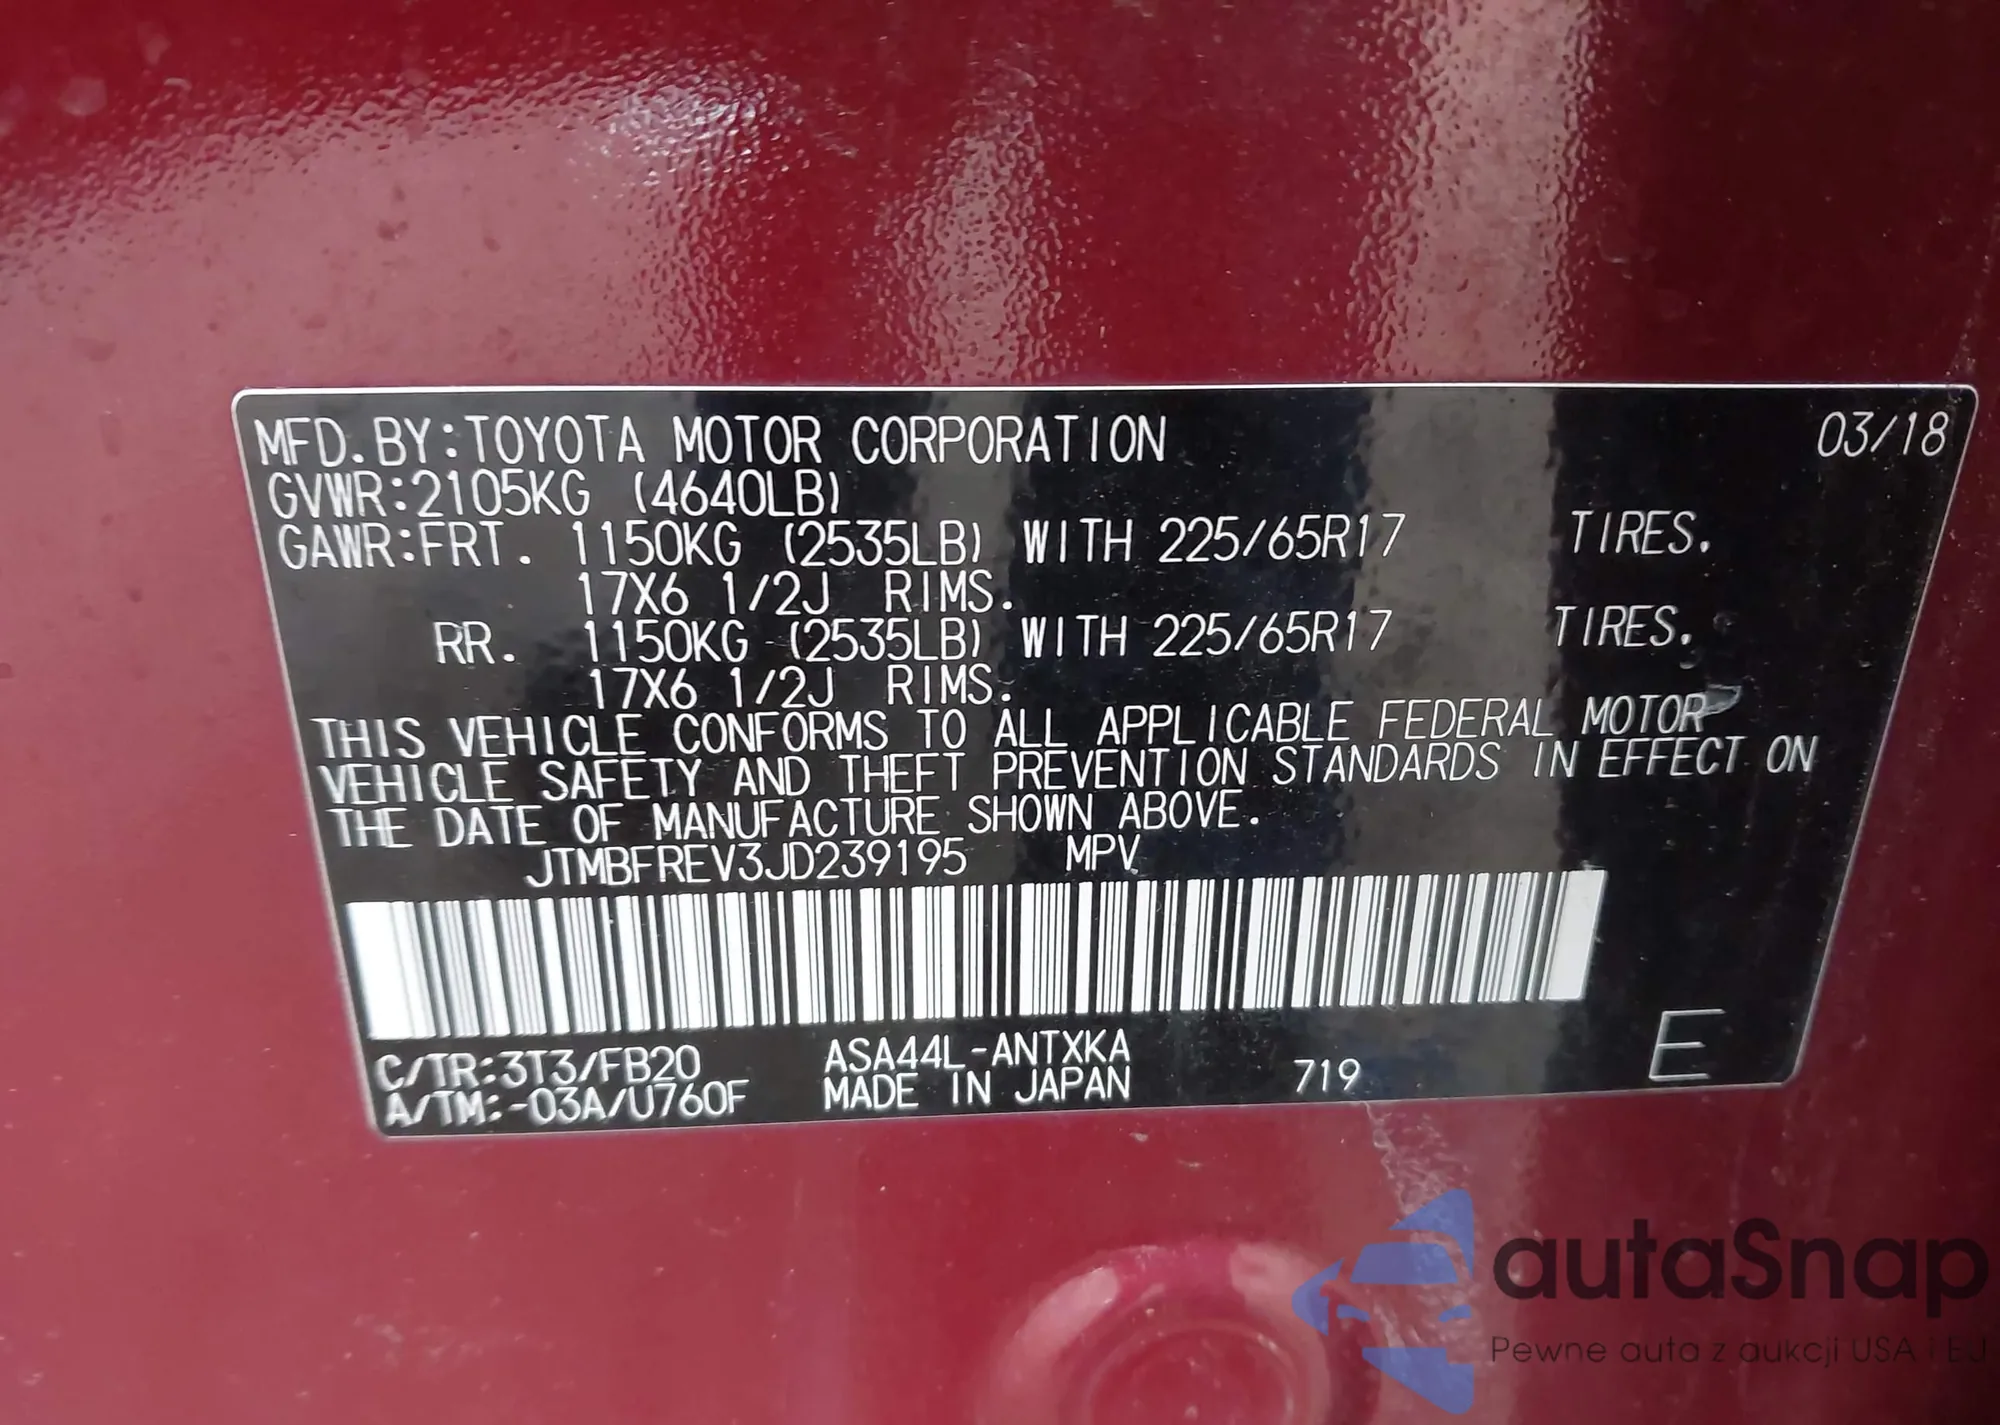 MFD. BY:TOYOTA MOTOR CORPORATION 03/18
GVWR:2105KG (4640LB)
GAWR:FRT. 1150KG (2535LB) WITH 225/65R17 TIRES.
17X6 1/2J RIMS.
RR. 1150KG (2535LB) WITH 225/65R17 TIRES.
17X6 1/2J RIMS.
THIS VEHICLE CONFORMS TO ALL APPLICABLE FEDERAL MOTOR
VEHICLE SAFETY AND THEFT PREVENTION STANDARDS IN EFFECT ON
THE DATE OF MANUFACTURE SHOWN ABOVE.
JTMBFREV3JD239195 MPV
C/TR:3T3/FB20 ASA44L-ANTXKA
A/TM:-03A/U760F MADE IN JAPAN 719 E
autaSnap
Pewne auta z aukcji USA i EU